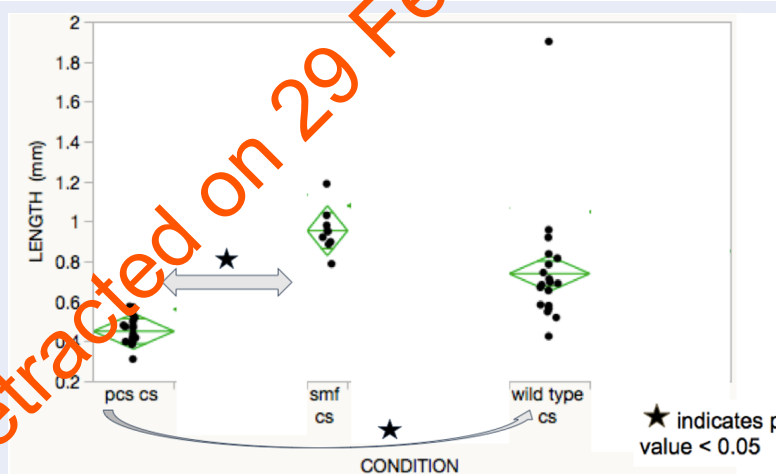 etracted on 29 Fe
2
1.8
1.6
1.4
1.2
1
0.8
0.6
0.4
0.2
LENGTH (mm)
pcs cs
smf
cs
wild type
cs
CONDITION
★ indicates p
value < 0.05